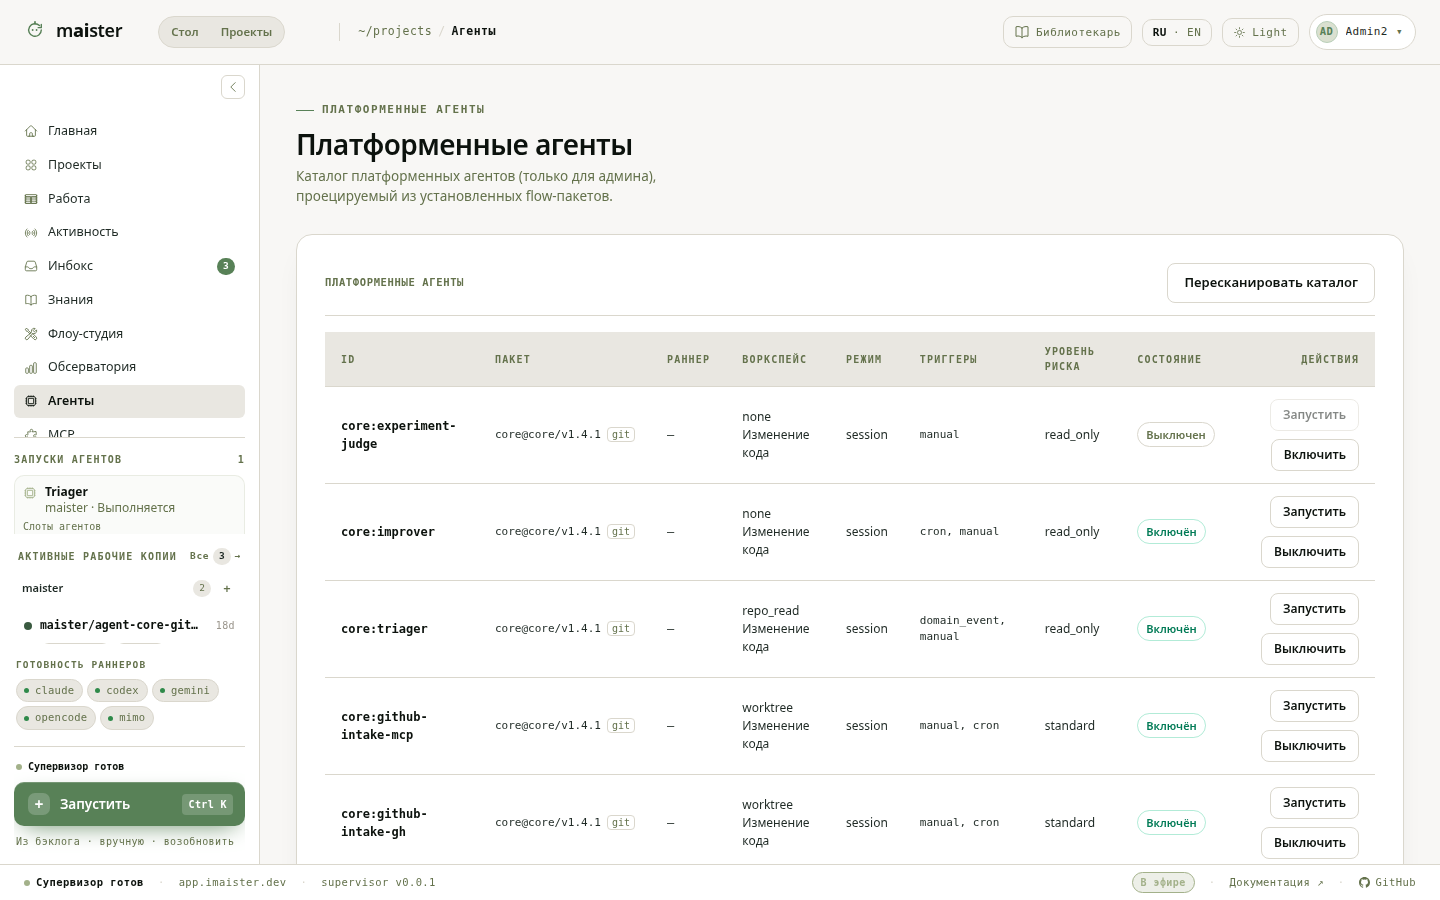 maister
Стол Проекты
~/projects / Агенты
Библиотекарь
RU · EN
Light
AD Admin2 ▾
Главная
Проекты
Работа
Активность
Инбокс 3
Знания
Флоу-студия
Обсерватория
Агенты
MCP
ЗАПУСКИ АГЕНТОВ 1
Triager
maister · Выполняется
Слоты агентов
АКТИВНЫЕ РАБОЧИЕ КОПИИ Все 3 →
maister 2 +
maister/agent-core-git… 18d
ГОТОВНОСТЬ РАННЕРОВ
claude codex gemini
opencode mimo
Супервизор готов
+ Запустить Ctrl K
Из бэклога · вручную · возобновить
ПЛАТФОРМЕННЫЕ АГЕНТЫ
Платформенные агенты
Каталог платформенных агентов (только для админа),
проецируемый из установленных flow-пакетов.
ПЛАТФОРМЕННЫЕ АГЕНТЫ
Пересканировать каталог
ID ПАКЕТ РАННЕР ВОРКСПЕЙС РЕЖИМ ТРИГГЕРЫ УРОВЕНЬ РИСКА СОСТОЯНИЕ ДЕЙСТВИЯ
core:experiment-judge core@core/v1.4.1 git — none Изменение кода session manual read_only Выключен Запустить Включить
core:improver core@core/v1.4.1 git — none Изменение кода session cron, manual read_only Включён Запустить Выключить
core:triager core@core/v1.4.1 git — repo_read Изменение кода session domain_event, manual read_only Включён Запустить Выключить
core:github-intake-mcp core@core/v1.4.1 git — worktree Изменение кода session manual, cron standard Включён Запустить Выключить
core:github-intake-gh core@core/v1.4.1 git — worktree Изменение кода session manual, cron standard Включён Запустить Выключить
Супервизор готов · app.imaister.dev · supervisor v0.0.1
В эфире · Документация ↗ · GitHub